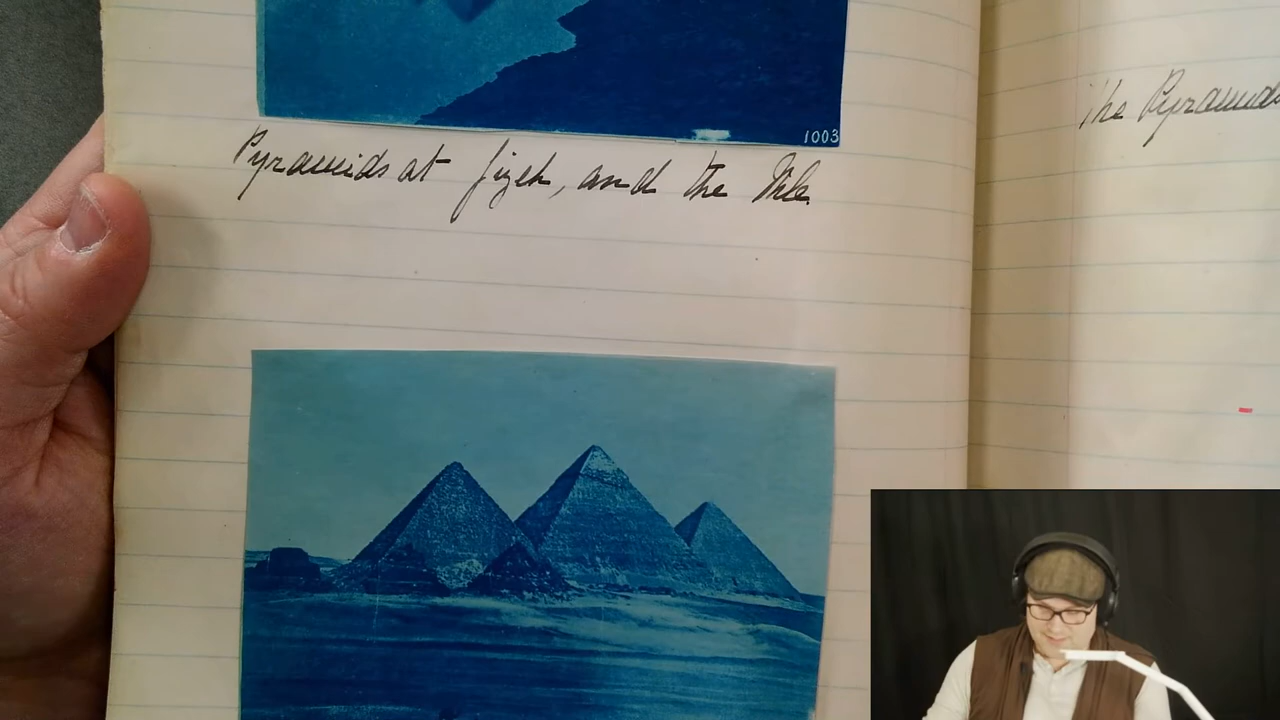 1003
Pyramids at Gizeh, and the Nile.
The Pyramids